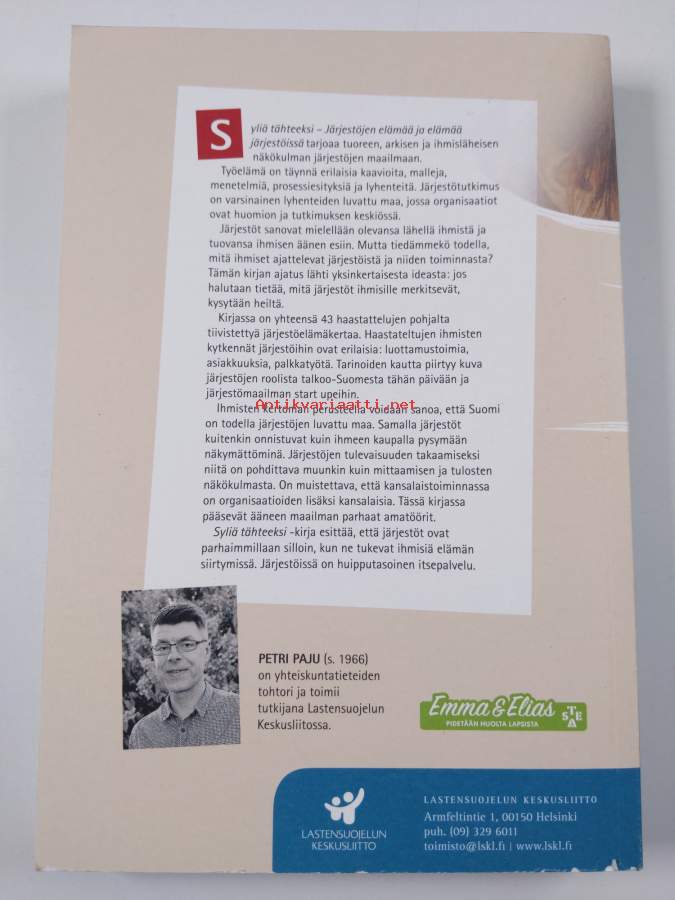 Syliä tähteeksi – Järjestöjen elämää ja elämää
järjestöissä tarjoaa tuoreen, arkisen ja ihmisläheisen
näkökulman järjestöjen maailmaan.
Työelämä on täynnä erilaisia kaavioita, malleja,
menetelmiä, prosessiesityksiä ja lyhenteitä. Järjestötutkimus
on varsinainen lyhenteiden luvattu maa, jossa organisaatiot
ovat huomion ja tutkimuksen keskiössä.
Järjestöt sanovat mielellään olevansa lähellä ihmistä ja
tuovansa ihmisen äänen esiin. Mutta tiedämmekö todella,
mitä ihmiset ajattelevat järjestöistä ja niiden toiminnasta?
Tämän kirjan ajatus lähti yksinkertaisesta ideasta: jos
halutaan tietää, mitä järjestöt ihmisille merkitsevät,
kysytään heiltä.
Kirjassa on yhteensä 43 haastattelujen pohjalta
tiivistettyä järjestöelämäkertaa. Haastateltujen ihmisten
kytkennät järjestöihin ovat erilaisia: luottamustoimia,
asiakkuuksia, palkkatyötä. Tarinoiden kautta piirtyy kuva
järjestöjen roolista talkoo-Suomesta tähän päivään ja
järjestömaailman start upeihin.
Antikvariaatti.net
Ihmisten kertoman perusteella voidaan sanoa, että Suomi
on todella järjestöjen luvattu maa. Samalla järjestöt
kuitenkin onnistuvat kuin ihmeen kaupalla pysymään
näkymättöminä. Järjestöjen tulevaisuuden takaamiseksi
niitä on pohdittava muunkin kuin mittaamisen ja tulosten
näkökulmasta. On muistettava, että kansalaistoiminnassa
on organisaatioiden lisäksi kansalaisia. Tässä kirjassa
pääsevät ääneen maailman parhaat amatöörit.
Syliä tähteeksi -kirja esittää, että järjestöt ovat
parhaimmillaan silloin, kun ne tukevat ihmisiä elämän
siirtymissä. Järjestöissä on huipputasoinen itsepalvelu.
PETRI PAJU (s. 1966)
on yhteiskuntatieteiden
tohtori ja toimii
tutkijana Lastensuojelun
Keskusliitossa.
Emma & Elias
PIDETÄÄN HUOLTA LAPSISTA
STEA
LASTENSUOJELUN
KESKUSLIITTO
LASTENSUOJELUN KESKUSLIITTO
Armfeltintie 1, 00150 Helsinki
puh. (09) 329 6011
toimisto@lskl.fi | www.lskl.fi